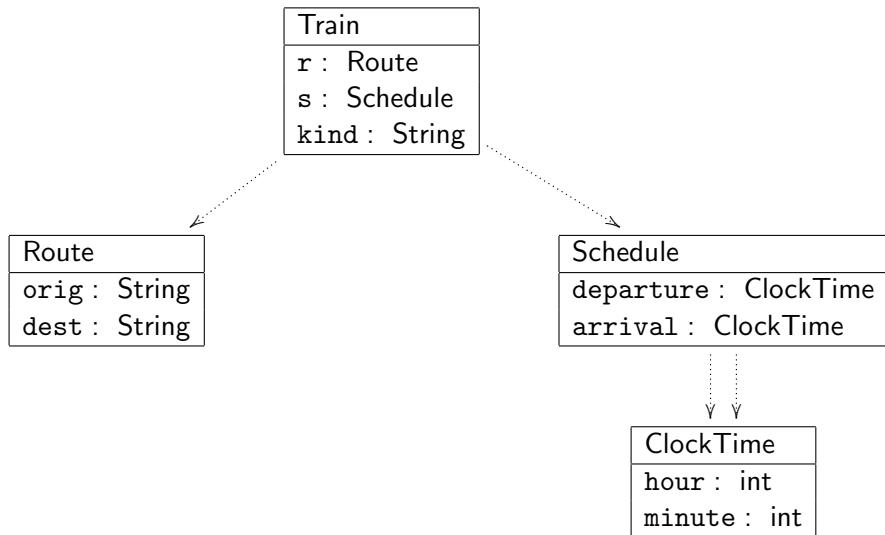 Train
r : Route
s : Schedule
kind : String
Route
orig : String
dest : String
Schedule
departure : ClockTime
arrival : ClockTime
ClockTime
hour : int
minute : int